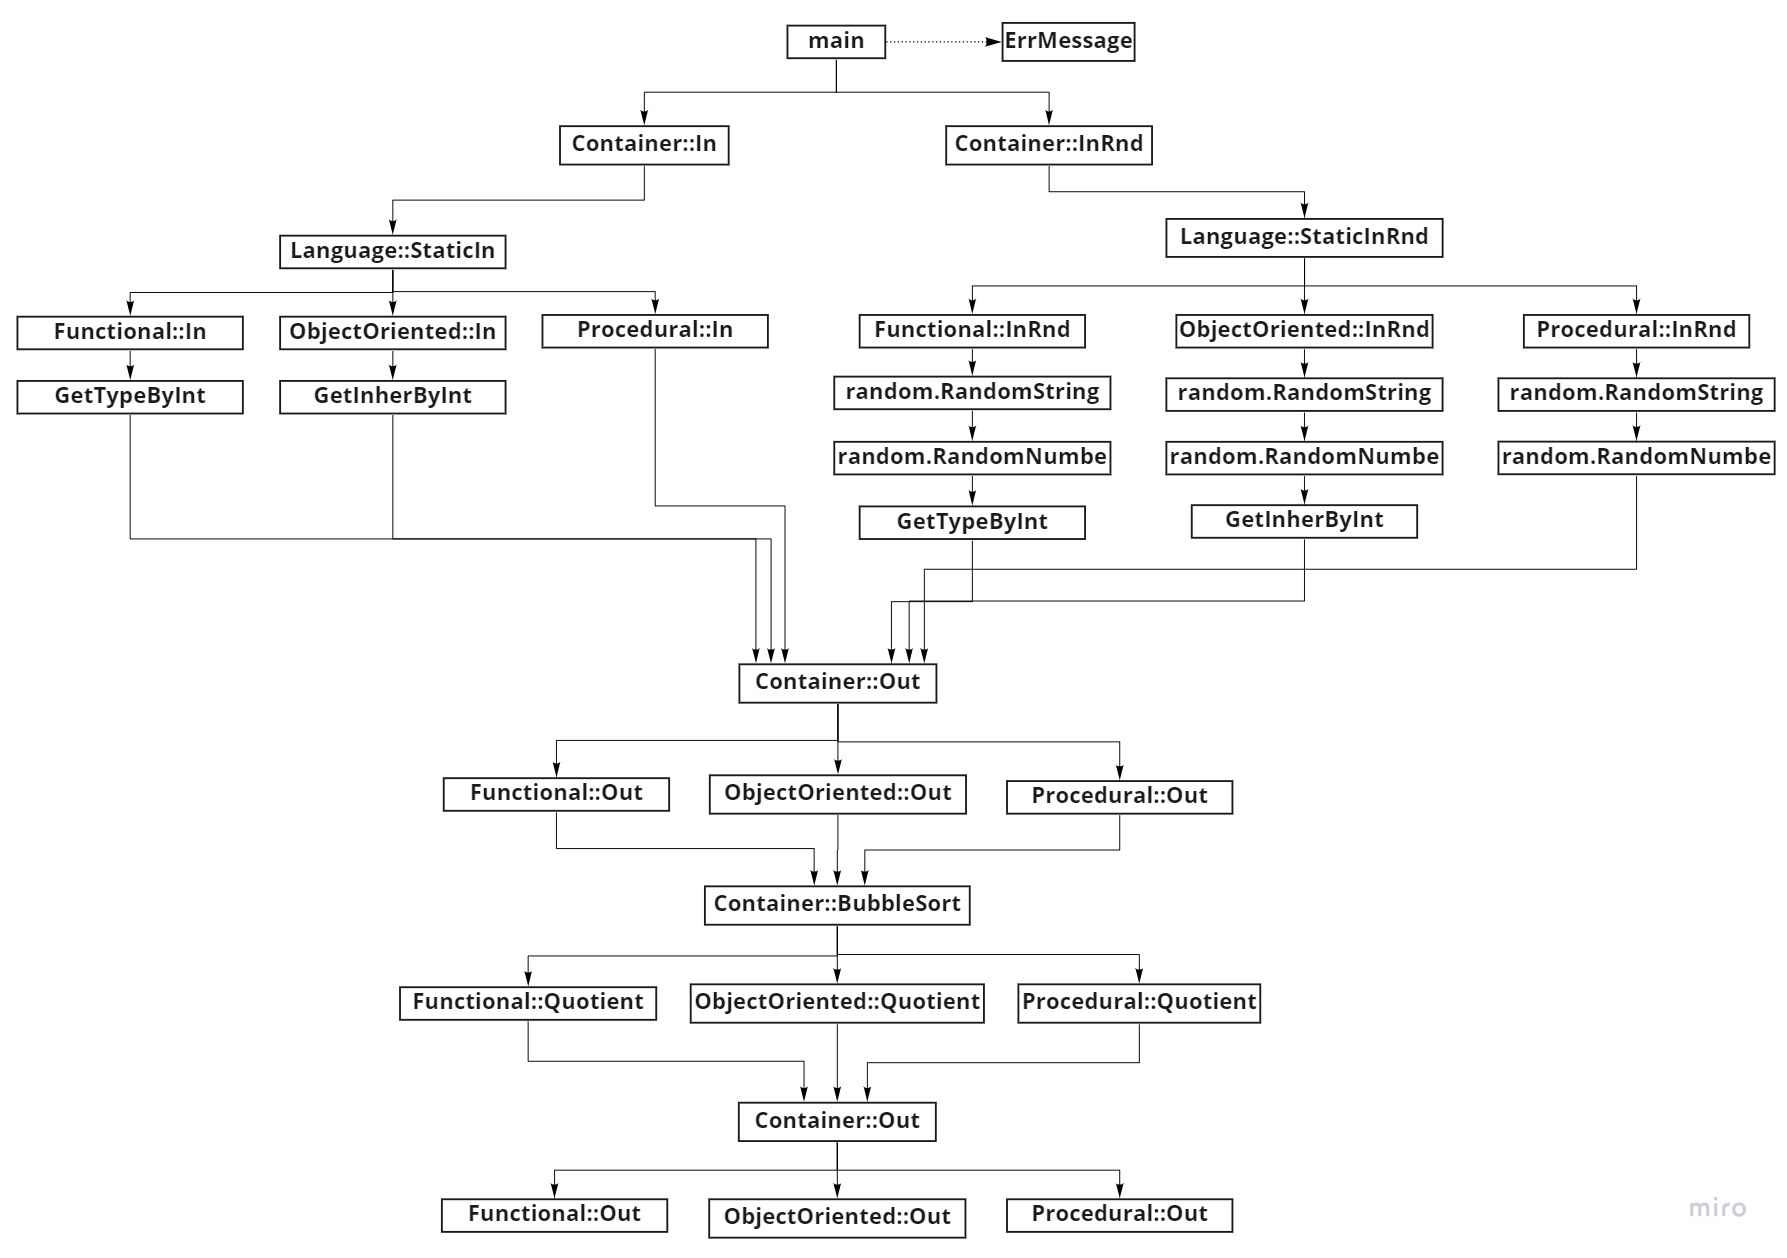 main
ErrMessage
Container::In
Container::InRnd
Language::StaticIn
Language::StaticInRnd
Functional::In
ObjectOriented::In
Procedural::In
Functional::InRnd
ObjectOriented::InRnd
Procedural::InRnd
GetTypeByInt
GetInherByInt
random.RandomString
random.RandomString
random.RandomString
random.RandomNumbe
random.RandomNumbe
random.RandomNumbe
GetTypeByInt
GetInherByInt
Container::Out
Functional::Out
ObjectOriented::Out
Procedural::Out
Container::BubbleSort
Functional::Quotient
ObjectOriented::Quotient
Procedural::Quotient
Container::Out
Functional::Out
ObjectOriented::Out
Procedural::Out
miro